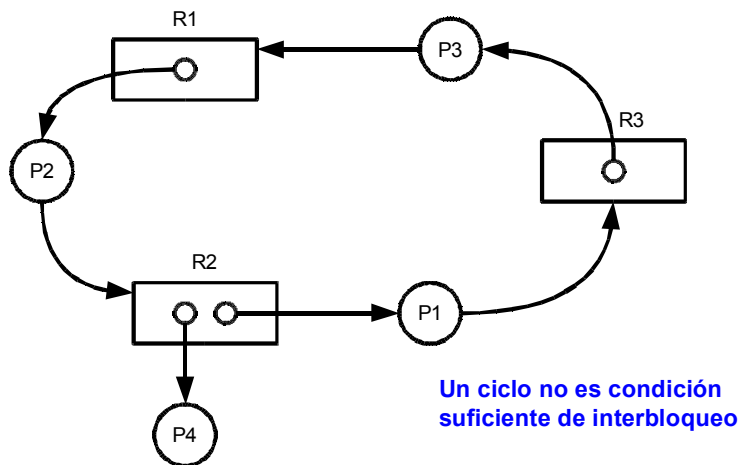 R1
P3
R3
P2
R2
P1
P4
Un ciclo no es condición
suficiente de interbloqueo